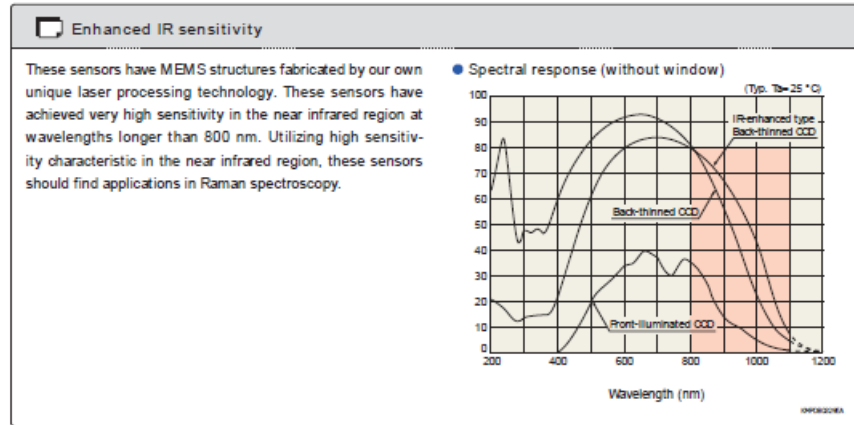 Enhanced IR sensitivity
These sensors have MEMS structures fabricated by our own
unique laser processing technology. These sensors have
achieved very high sensitivity in the near infrared region at
wavelengths longer than 800 nm. Utilizing high sensitiv-
ity characteristic in the near infrared region, these sensors
should find applications in Raman spectroscopy.
● Spectral response (without window)
(Typ. Ta=25 °C)
100
90
80
70
60
50
40
30
20
10
0
IR-enhanced type
Back-thinned CCD
Back-thinned CCD
Front-illuminated CCD
200 400 600 800 1000 1200
Wavelength (nm)